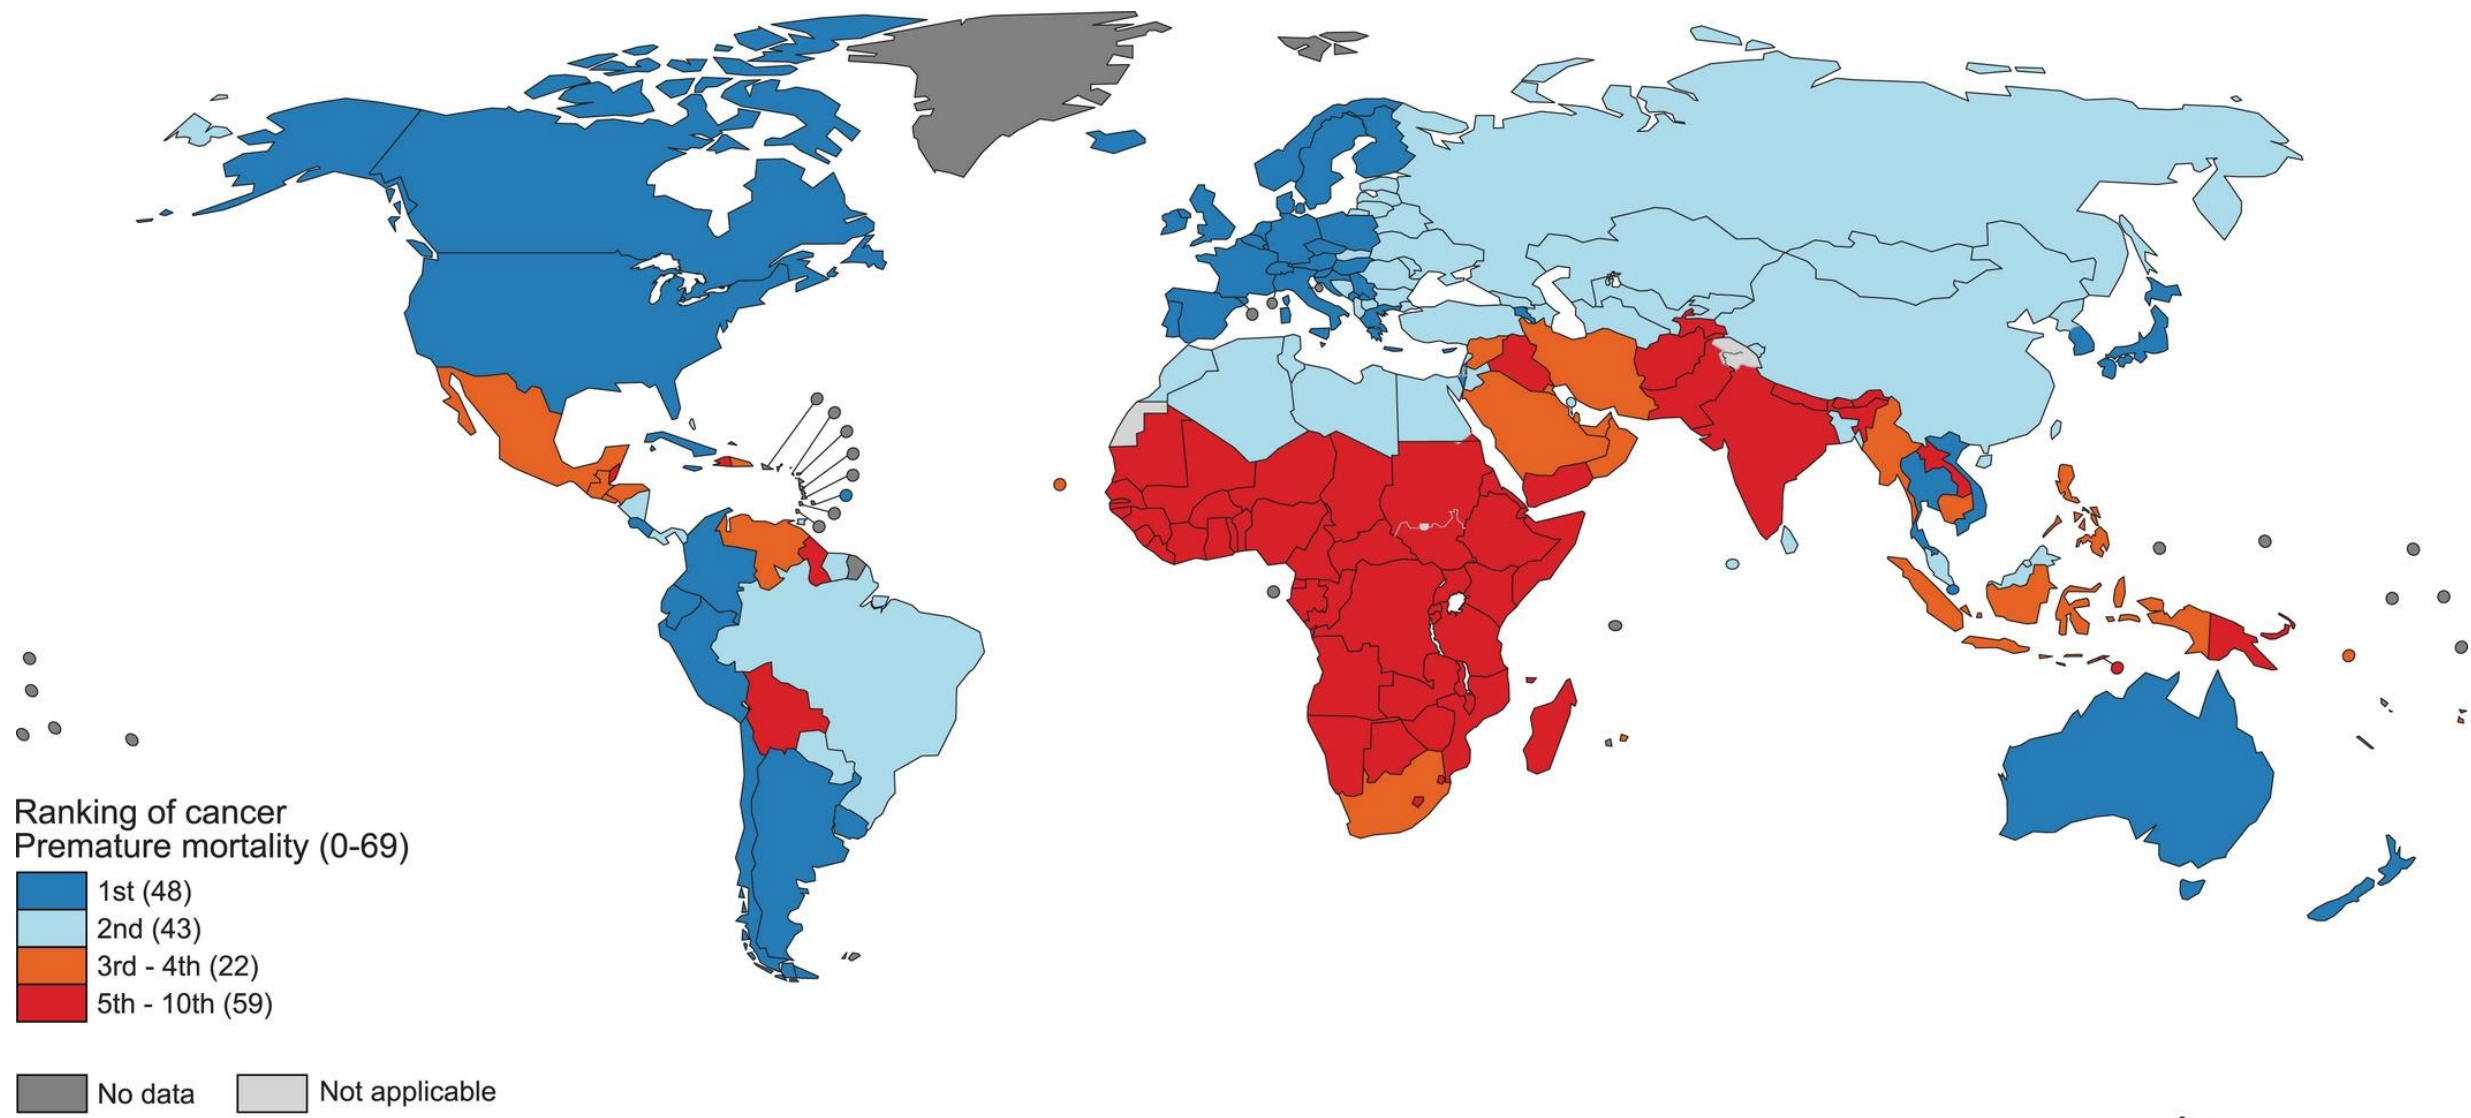 Ranking of cancer
Premature mortality (0-69)
1st (48)
2nd (43)
3rd - 4th (22)
5th - 10th (59)
No data
Not applicable